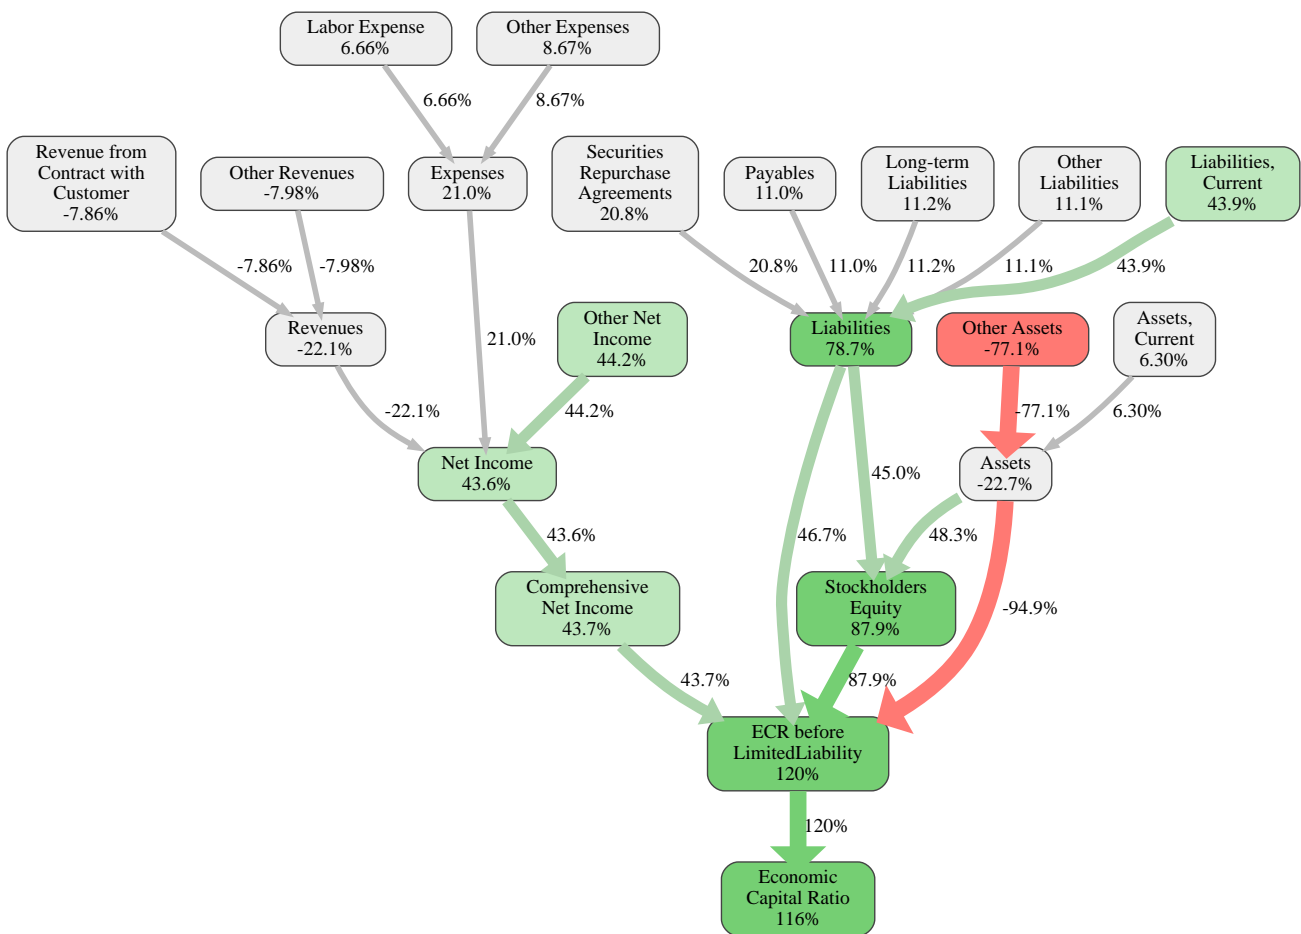 Labor Expense
6.66%
Other Expenses
8.67%
6.66%
8.67%
Revenue from
Contract with
Customer
-7.86%
Other Revenues
-7.98%
Expenses
21.0%
Securities
Repurchase
Agreements
20.8%
Payables
11.0%
Long-term
Liabilities
11.2%
Other
Liabilities
11.1%
Liabilities,
Current
43.9%
-7.86%
-7.98%
20.8%
11.0%
11.2%
11.1%
43.9%
Revenues
-22.1%
21.0%
Other Net
Income
44.2%
Liabilities
78.7%
Other Assets
-77.1%
Assets,
Current
6.30%
-22.1%
44.2%
-77.1%
6.30%
Net Income
43.6%
45.0%
Assets
-22.7%
43.6%
46.7%
48.3%
Comprehensive
Net Income
43.7%
Stockholders
Equity
87.9%
-94.9%
43.7%
87.9%
ECR before
LimitedLiability
120%
120%
Economic
Capital Ratio
116%